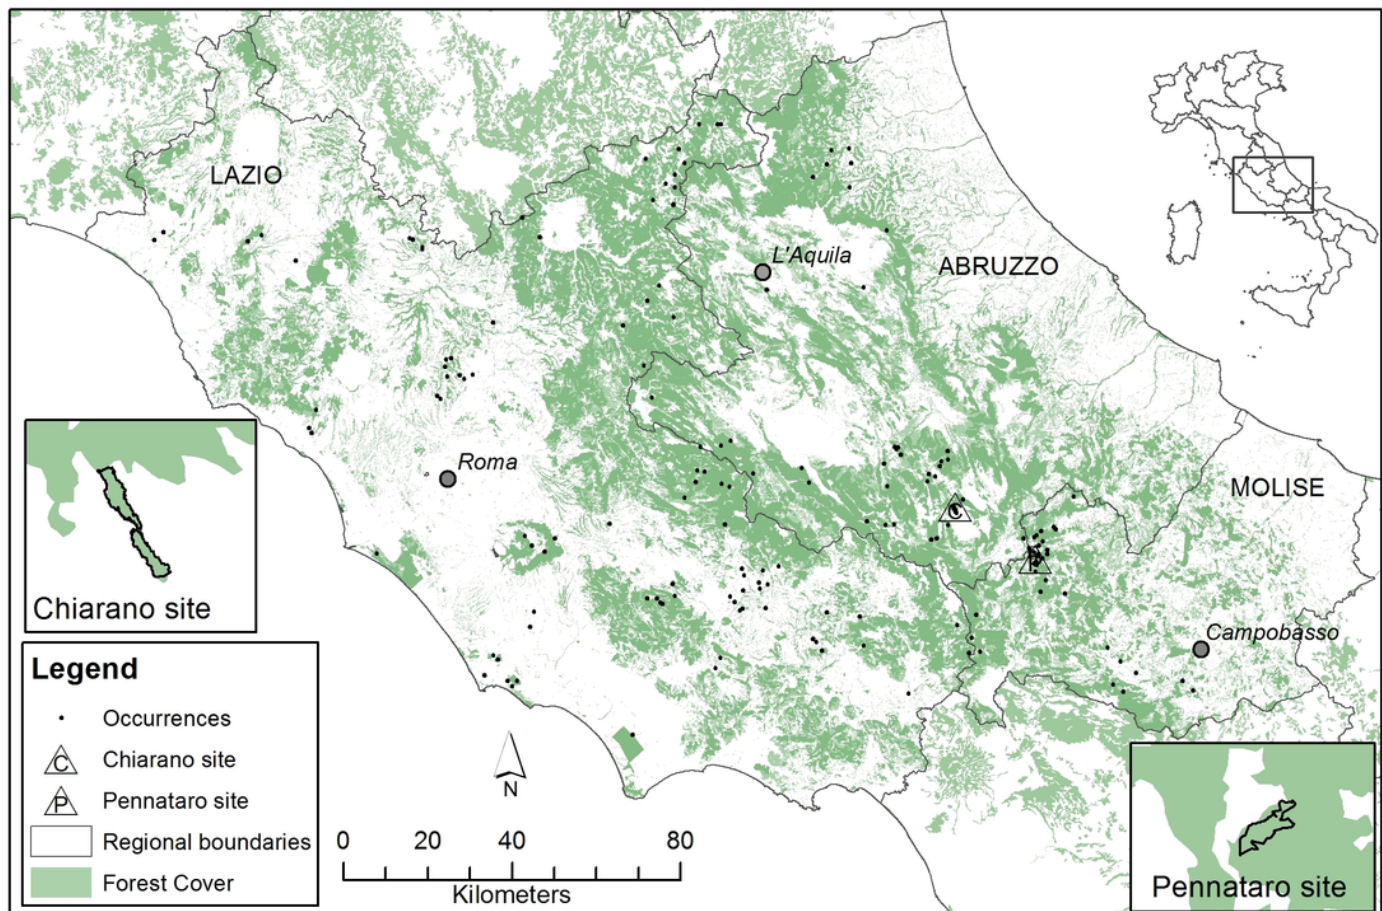 LAZIO
L'Aquila
ABRUZZO
Roma
MOLISE
C
P
Campobasso
Chiarano site
Legend
Occurrences
C
Chiarano site
P
Pennataro site
Regional boundaries
Forest Cover
N
0 20 40 80
Kilometers
Pennataro site